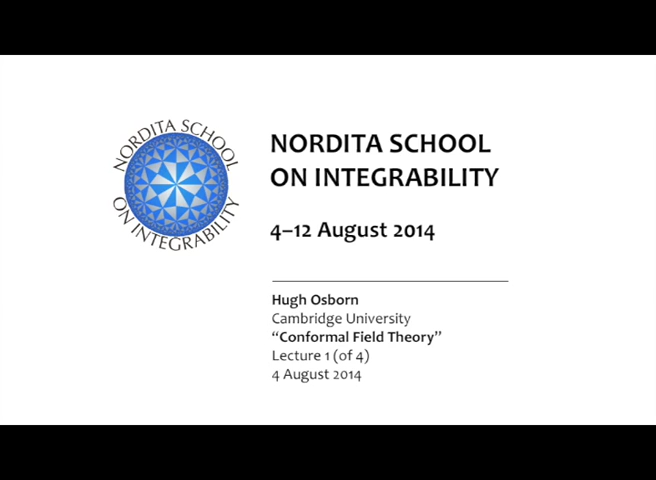 NORDITA SCHOOL
ON INTEGRABILITY
NORDITA SCHOOL
ON INTEGRABILITY
4–12 August 2014
Hugh Osborn
Cambridge University
“Conformal Field Theory”
Lecture 1 (of 4)
4 August 2014